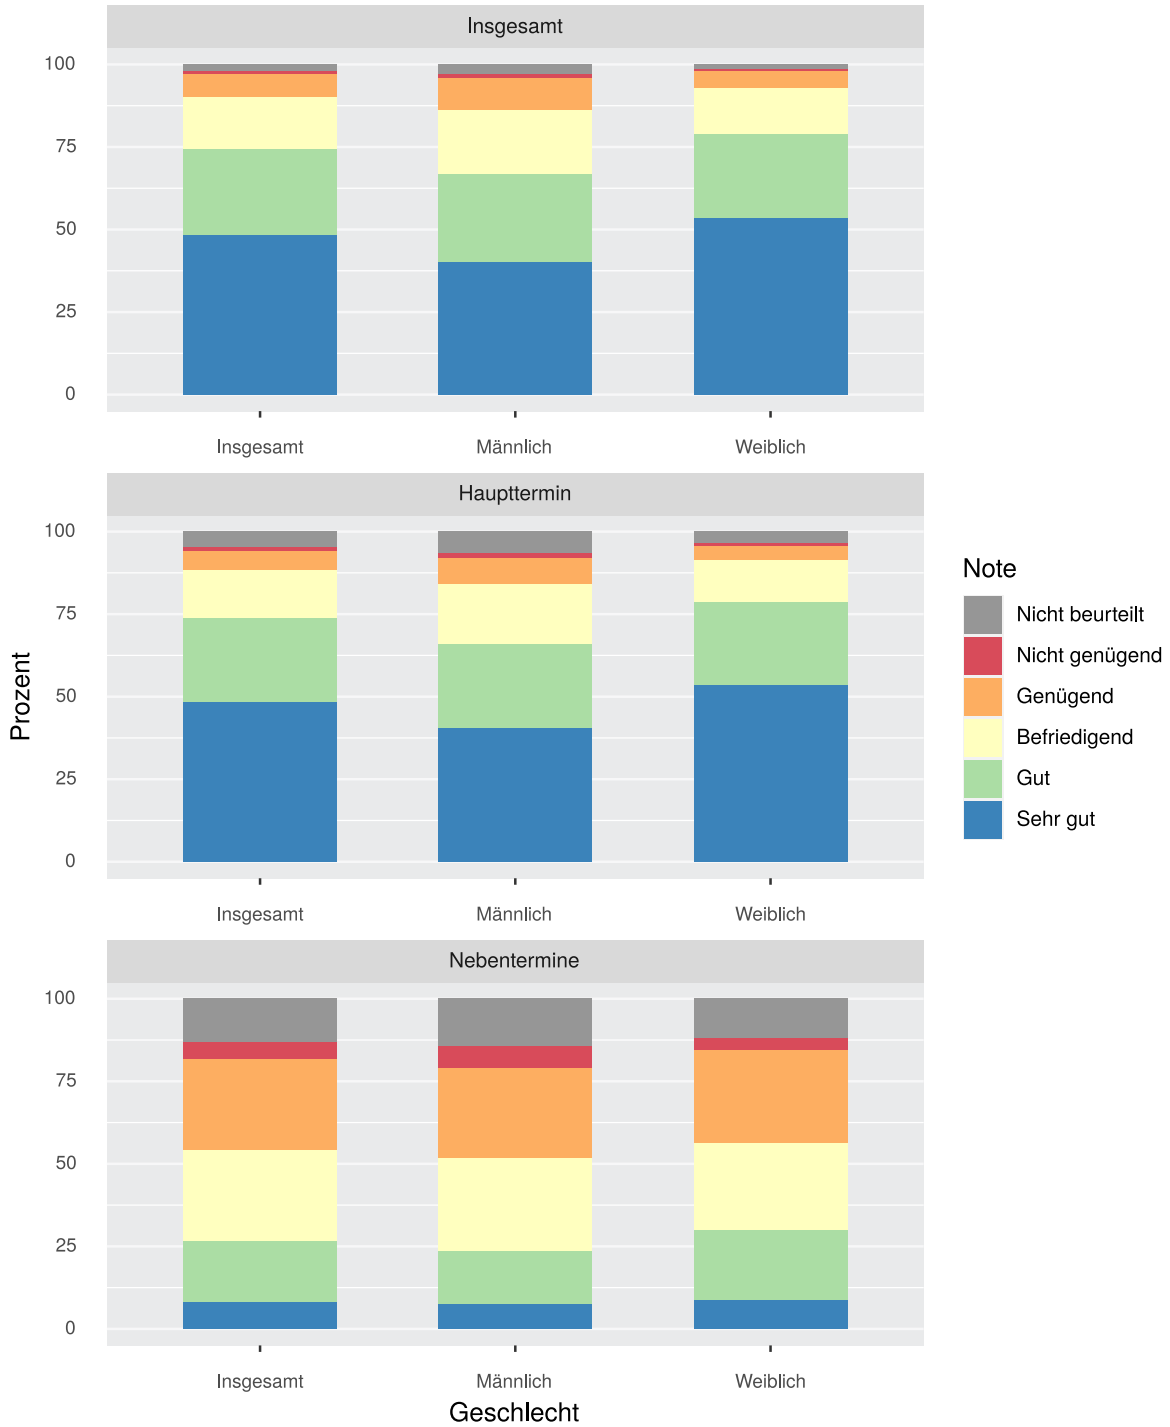 Insgesamt
100
75
50
25
0
Insgesamt Männlich Weiblich
Haupttermin
100
75
50
25
0
Insgesamt Männlich Weiblich
Nebentermine
100
75
50
25
0
Insgesamt Männlich Weiblich
Geschlecht
Prozent
Note
Nicht beurteilt
Nicht genügend
Genügend
Befriedigend
Gut
Sehr gut